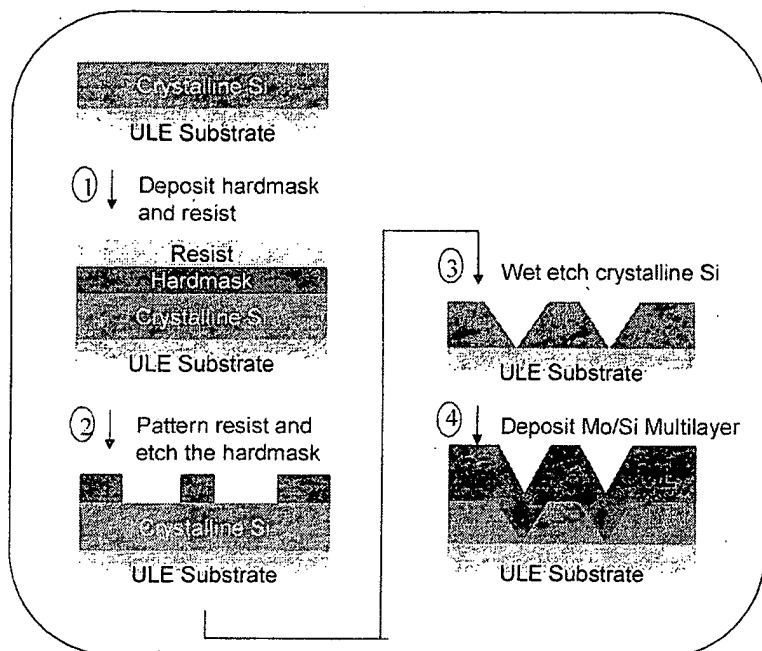 Crystalline Si
ULE Substrate
1
Deposit hardmask
and resist
Resist
Hardmask
Crystalline Si
ULE Substrate
2
Pattern resist and
etch the hardmask
Crystalline Si
ULE Substrate
3
Wet etch crystalline Si
ULE Substrate
4
Deposit Mo/Si Multilayer
ULE Substrate